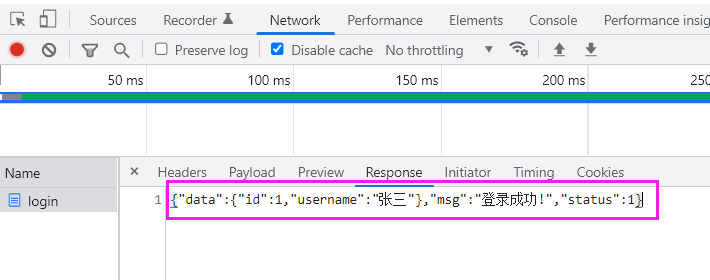 Sources Recorder Network Performance Elements Console Performance insig
Preserve log Disable cache No throttling
50 ms 100 ms 150 ms 200 ms 250
Name × Headers Payload Preview Response Initiator Timing Cookies
login 1 {"data":{"id":1,"username":"张三"},"msg":"登录成功!","status":1}